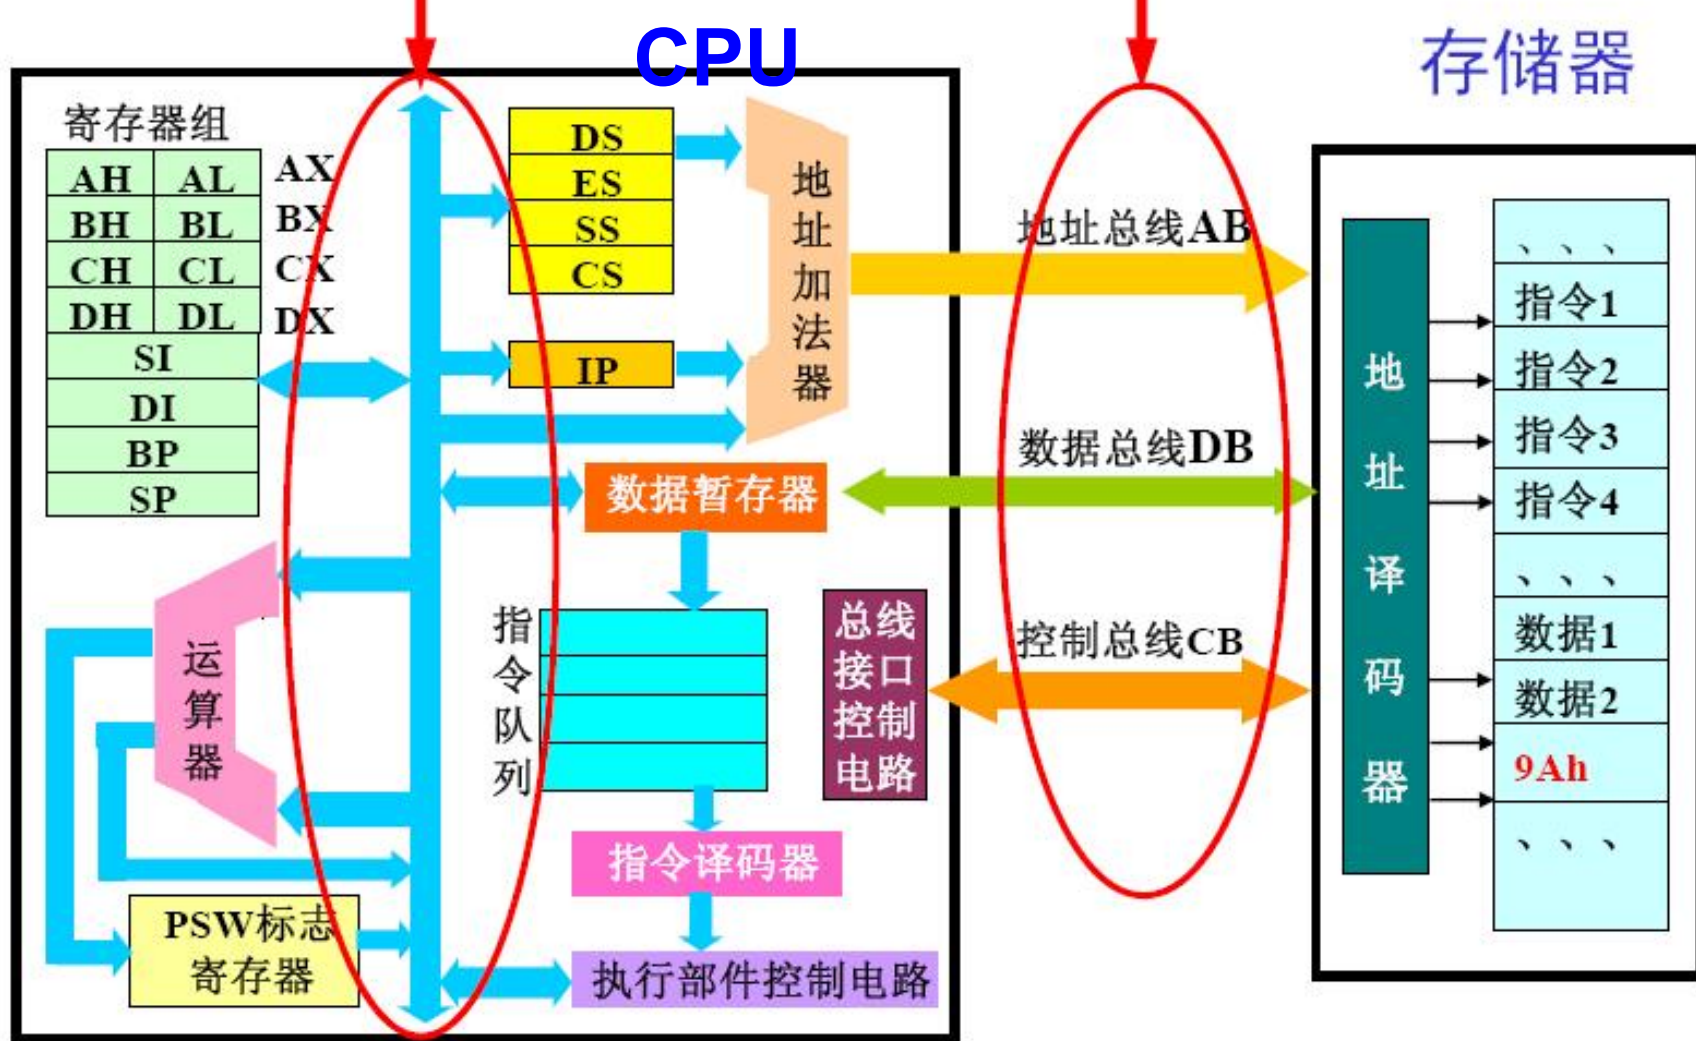 CPU
存储器
寄存器组
AH AL AX
BH BL BX
CH CL CX
DH DL DX
SI
DI
BP
SP
DS
ES
SS
CS
IP
地址加法器
地址总线AB
数据总线DB
控制总线CB
数据暂存器
指令队列
总线
接口
控制
电路
运算器
指令译码器
PSW标志
寄存器
执行部件控制电路
地址译码器
、、、
指令1
指令2
指令3
指令4
、、、
数据1
数据2
9Ah
、、、